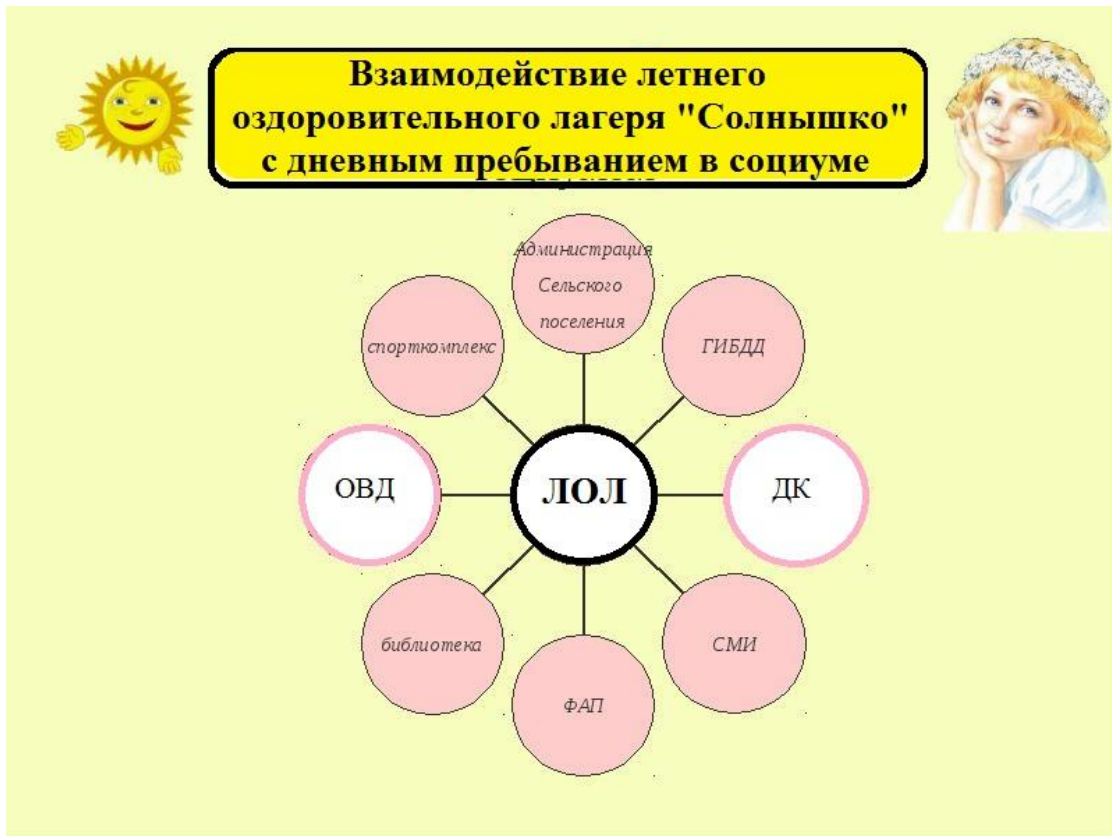 Взаимодействие летнего
оздоровительного лагеря "Солнышко"
с дневным пребыванием в социуме
Администрация
Сельского
поселения
спорткомплекс
ГИБДД
ОВД
ЛОЛ
ДК
библиотека
СМИ
ФАП